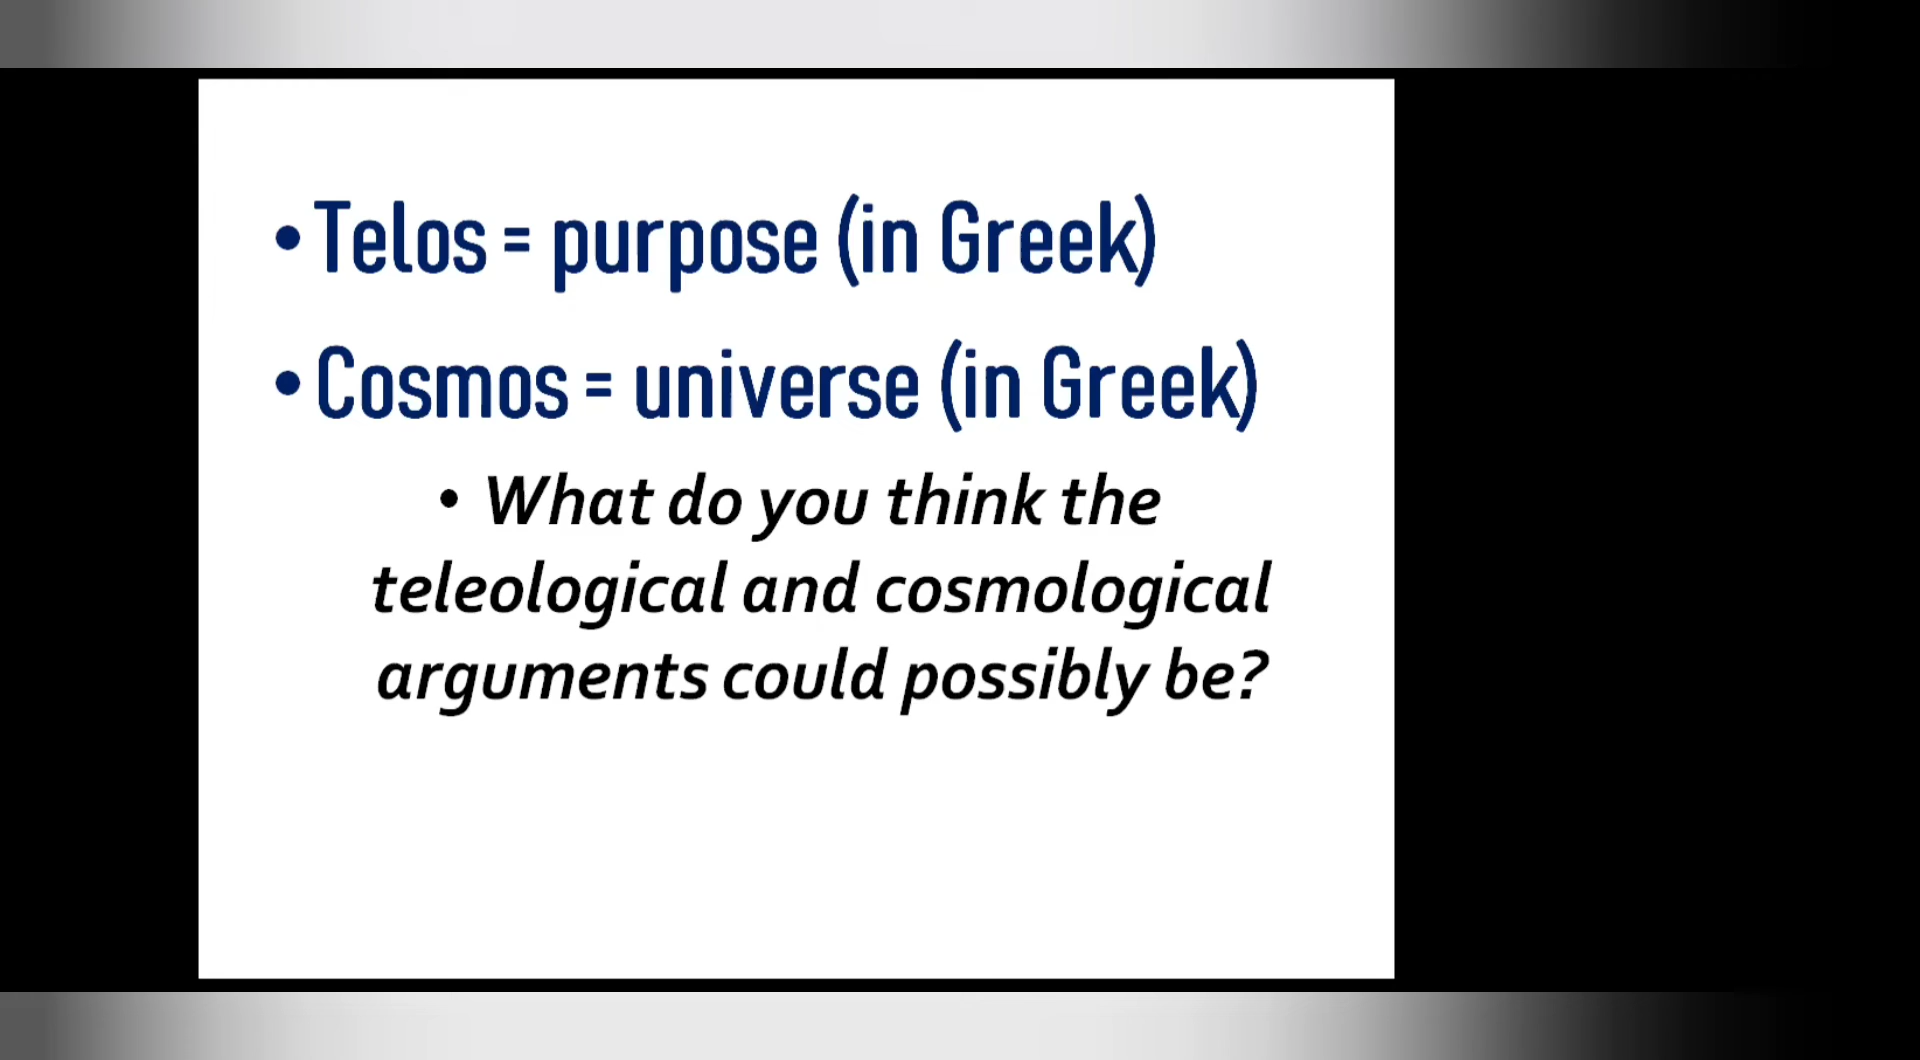 • Telos = purpose (in Greek)
• Cosmos = universe (in Greek)
• What do you think the
teleological and cosmological
arguments could possibly be?